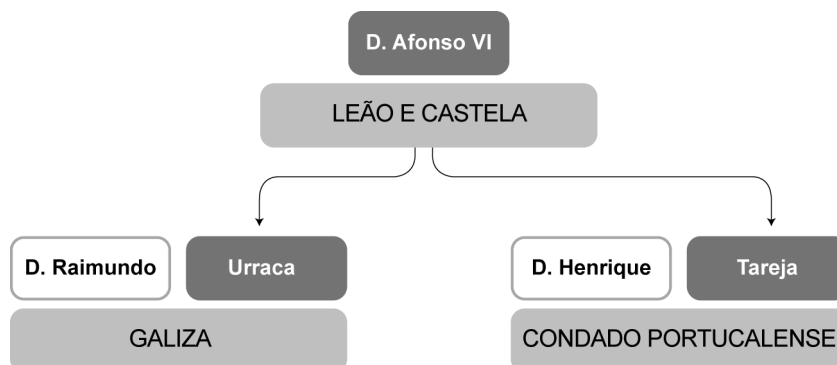 D. Afonso VI
LEÃO E CASTELA
D. Raimundo
Urraca
D. Henrique
Tareja
GALIZA
CONDADO PORTUCALENSE